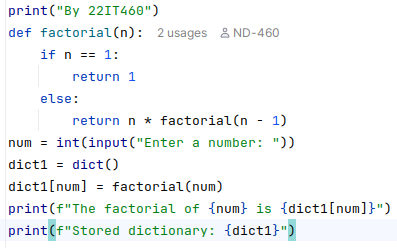 print("By 22IT460")
def factorial(n): 2 usages ND-460
    if n == 1:
        return 1
    else:
        return n * factorial(n - 1)
num = int(input("Enter a number: "))
dict1 = dict()
dict1[num] = factorial(num)
print(f"The factorial of {num} is {dict1[num]}")
print(f"Stored dictionary: {dict1}")